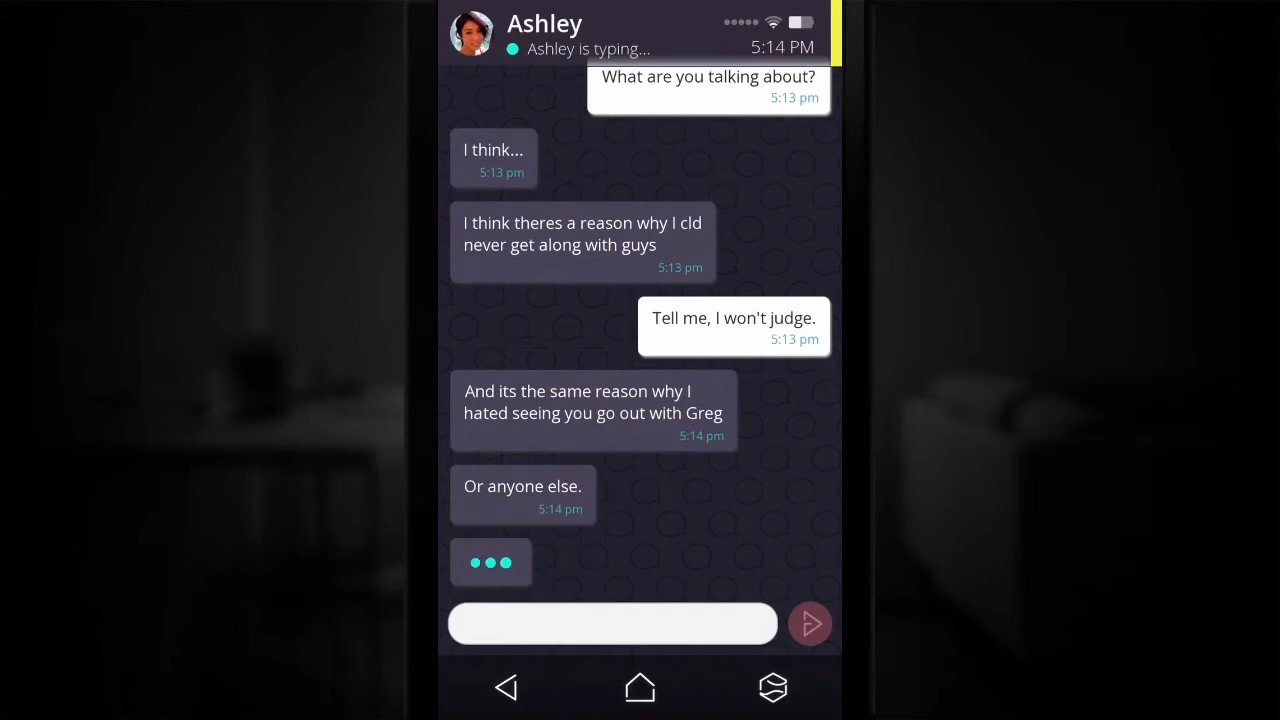 Ashley
Ashley is typing...
5:14 PM
What are you talking about?
5:13 pm
I think...
5:13 pm
I think theres a reason why I cld
never get along with guys
5:13 pm
Tell me, I won't judge.
5:13 pm
And its the same reason why I
hated seeing you go out with Greg
5:14 pm
Or anyone else.
5:14 pm